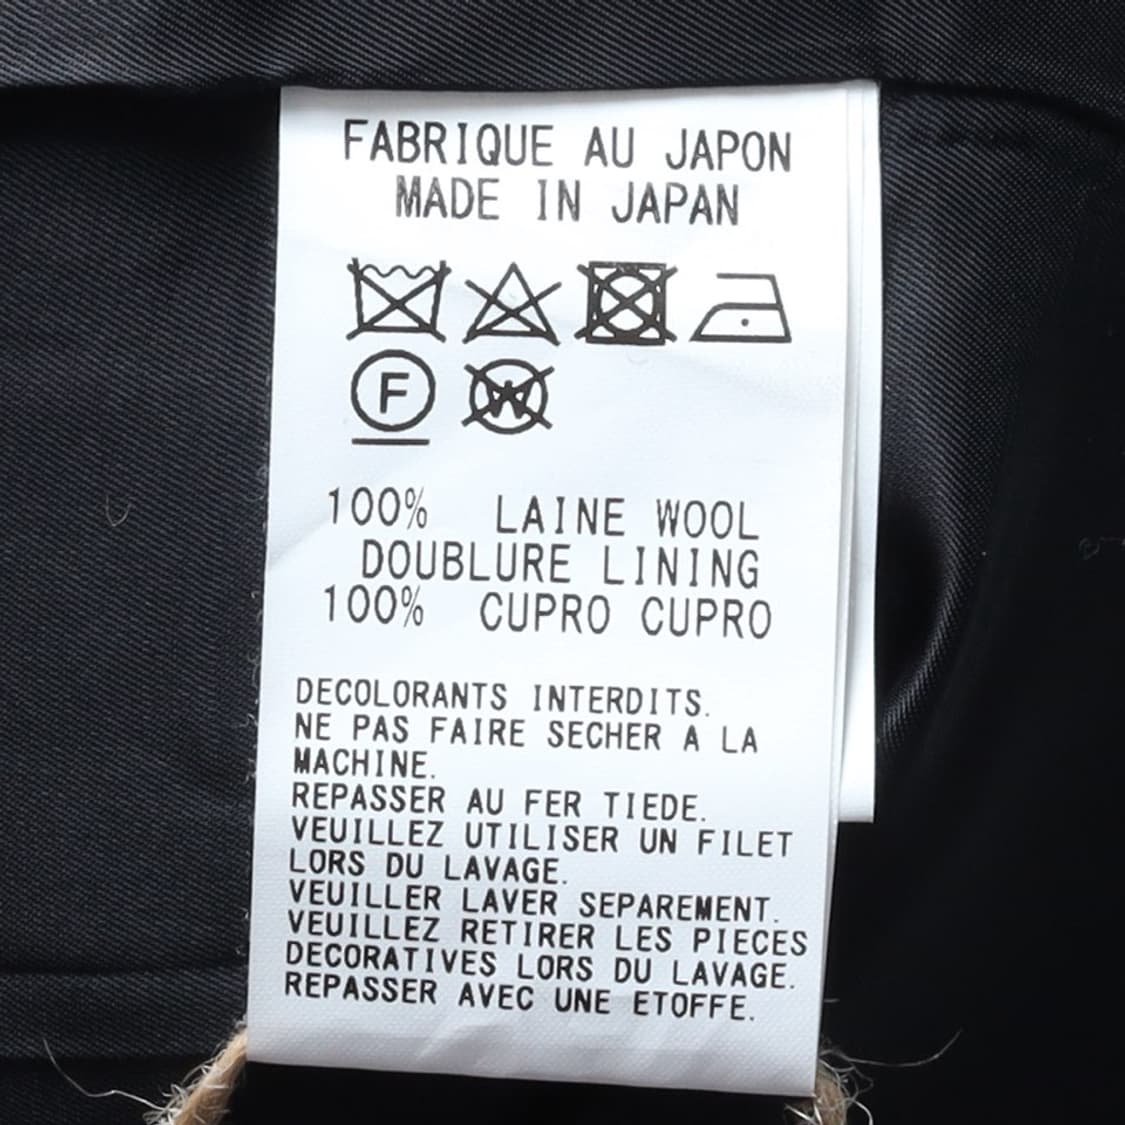 FABRIQUE AU JAPON
MADE IN JAPAN
F W
100% LAINE WOOL
DOUBLURE LINING
100% CUPRO CUPRO
DECOLORANTS INTERDITS.
NE PAS FAIRE SECHER A LA
MACHINE.
REPASSER AU FER TIEDE.
VEUILLEZ UTILISER UN FILET
LORS DU LAVAGE.
VEUILLER LAVER SEPAREMENT.
VEUILLEZ RETIRER LES PIECES
DECORATIVES LORS DU LAVAGE.
REPASSER AVEC UNE ETOFFE.